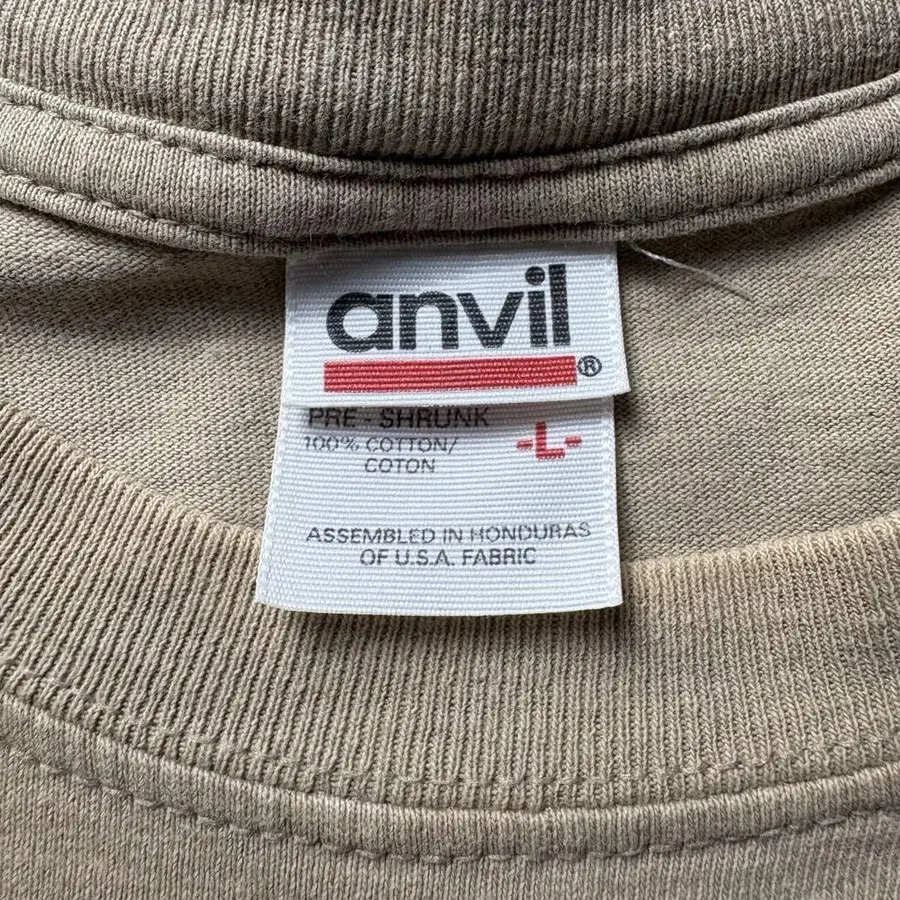 anvil®
PRE - SHRUNK
100% COTTON/
COTON
-L-
ASSEMBLED IN HONDURAS
OF U.S.A. FABRIC